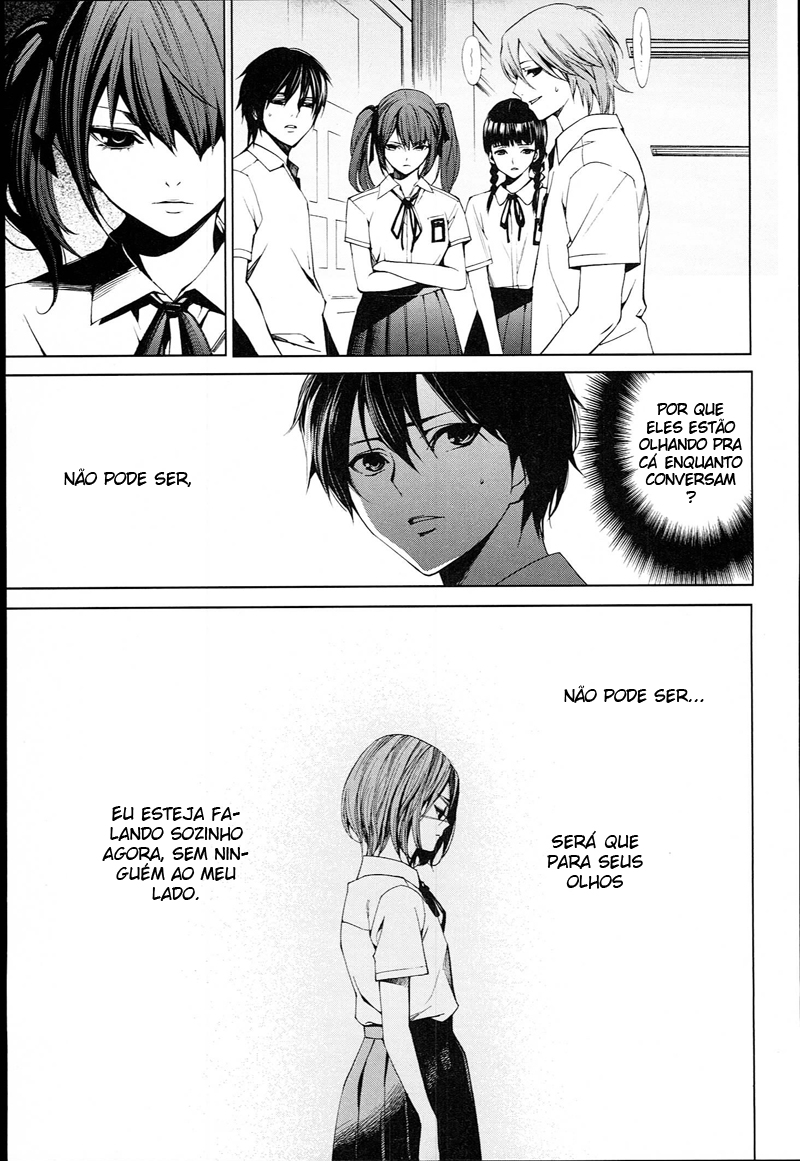 POR QUE
ELES ESTÃO
OLHANDO PRA
CÁ ENQUANTO
CONVERSAM
?
NÃO PODE SER,
NÃO PODE SER...
SERÁ QUE
PARA SEUS
OLHOS
EU ESTEJA FA-
LANDO SOZINHO
AGORA, SEM NIN-
GUÉM AO MEU
LADO.